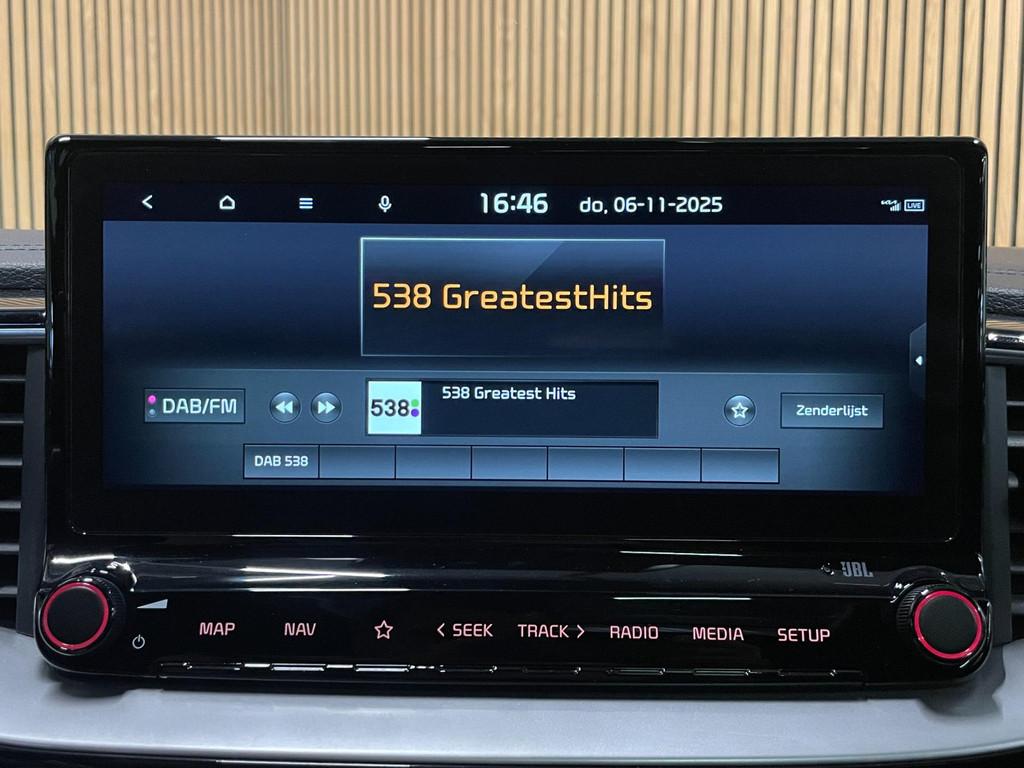 16:46 do, 06-11-2025
LIVE
538 GreatestHits
DAB/FM
538
538 Greatest Hits
Zenderlijst
DAB 538
JBL
MAP NAV < SEEK TRACK > RADIO MEDIA SETUP